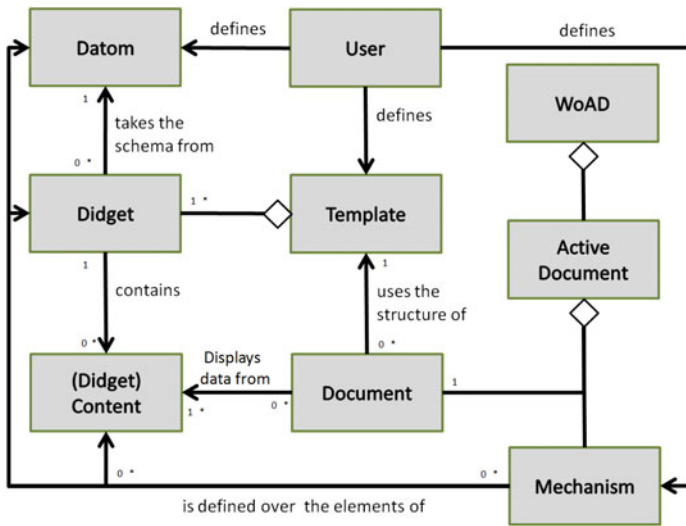 Datom
defines
User
defines
WoAD
1
takes the
schema from
0 *
defines
Didget
1 *
Template
Active
Document
1
contains
0 *
1
uses the
structure of
0 *
(Didget)
Content
Displays
data from
1 *
0 *
Document
1
0 *
0 *
Mechanism
is defined over the elements of